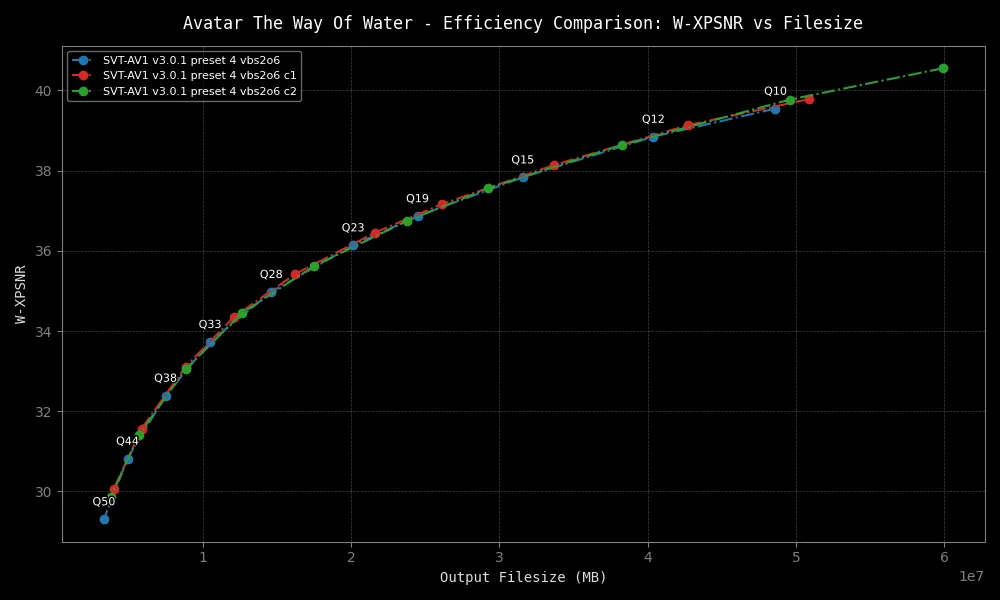 Avatar The Way Of Water - Efficiency Comparison: W-XPSNR vs Filesize
SVT-AV1 v3.0.1 preset 4 vbs2o6
SVT-AV1 v3.0.1 preset 4 vbs2o6 c1
SVT-AV1 v3.0.1 preset 4 vbs2o6 c2
W-XPSNR
40
38
36
34
32
30
Q10
Q12
Q15
Q19
Q23
Q28
Q33
Q38
Q44
Q50
1 2 3 4 5 6
1e7
Output Filesize (MB)